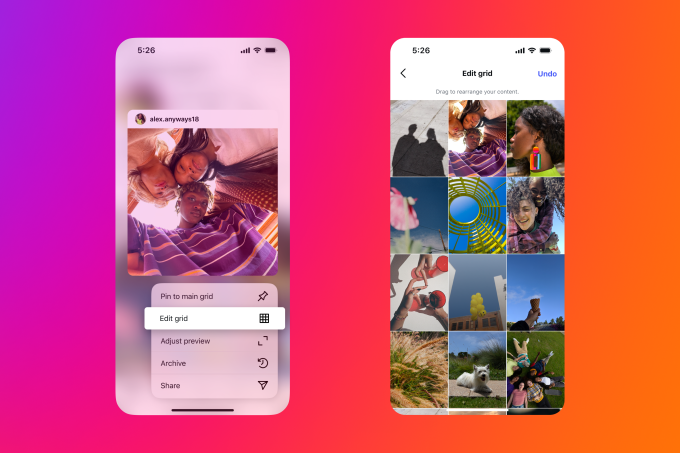 5:26
alex.anyways18
Pin to main grid
Edit grid
Adjust preview
Archive
Share
5:26
Edit grid
Undo
Drag to rearrange your content.